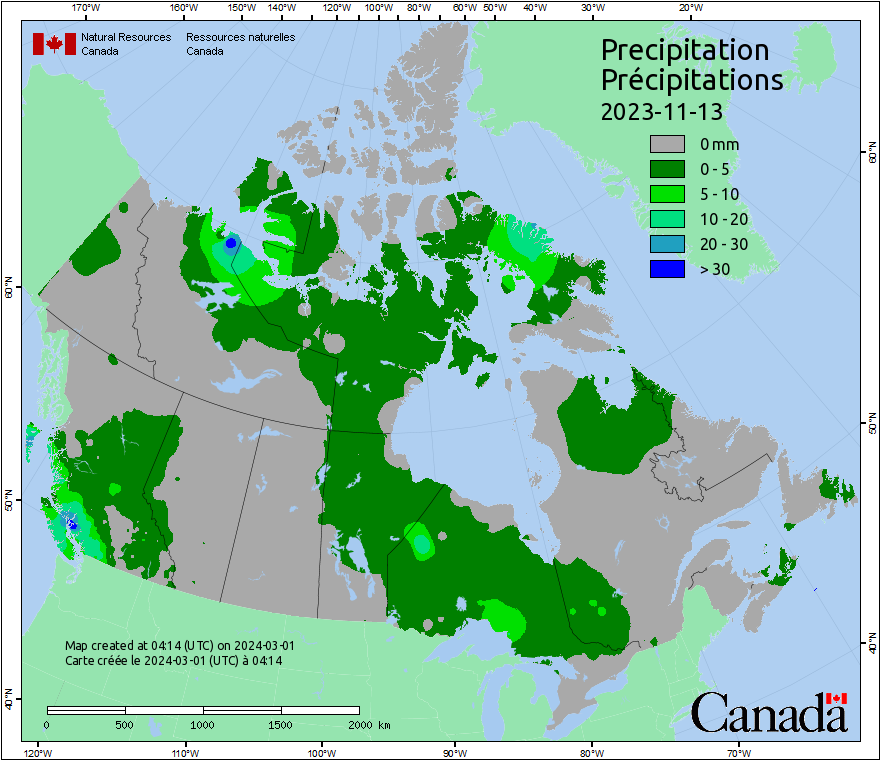 170°W 160°W 150°W 140°W 120°W 100°W 80°W 60°W 50°W 40°W 30°W 20°W
Natural Resources Ressources naturelles
Canada Canada
Precipitation
Précipitations
2023-11-13
0 mm
0 - 5
5 - 10
10 - 20
20 - 30
> 30
60°N
60°N
50°N
50°N
40°N
40°N
Map created at 04:14 (UTC) on 2024-03-01
Carte créée le 2024-03-01 (UTC) à 04:14
0 500 1000 1500 2000 km
Canada
120°W 110°W 100°W 90°W 80°W 70°W